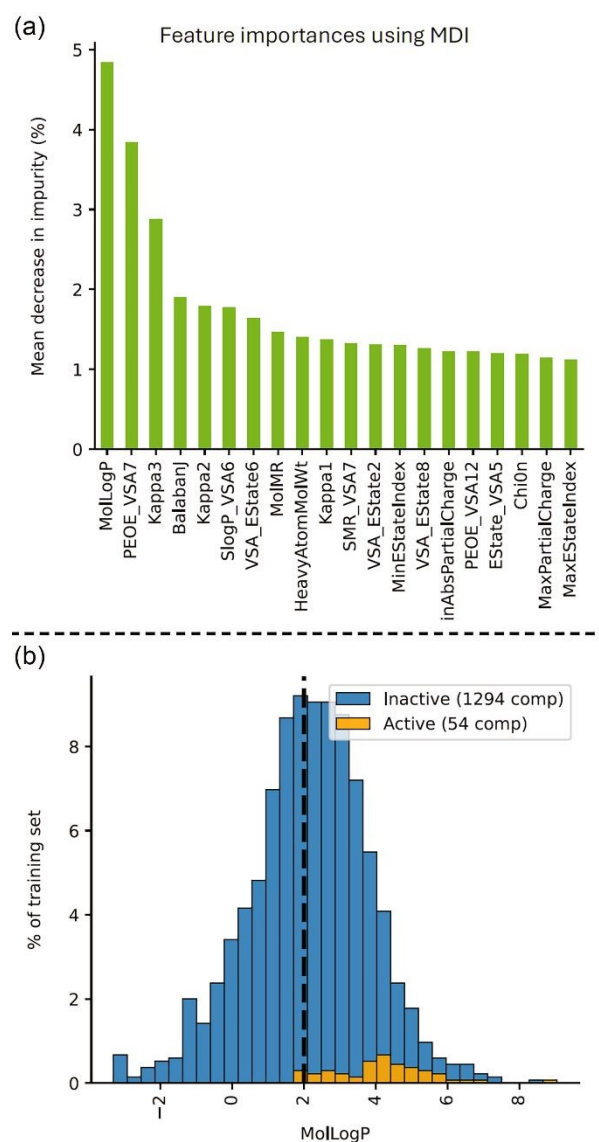 (a)
Feature importances using MDI
Mean decrease in impurity (%)
5
4
3
2
1
0
MolLogP
PEOE_VSA7
Kappa3
BalabanJ
Kappa2
SlogP_VSA6
VSA_EState6
MolMR
HeavyAtomMolWt
Kappa1
SMR_VSA7
VSA_EState2
MinEStateIndex
VSA_EState8
inAbsPartialCharge
PEOE_VSA12
EState_VSA5
Chi0n
MaxPartialCharge
MaxEStateIndex
(b)
Inactive (1294 comp)
Active (54 comp)
% of training set
8
6
4
2
0
−2
0
2
4
6
8
MolLogP